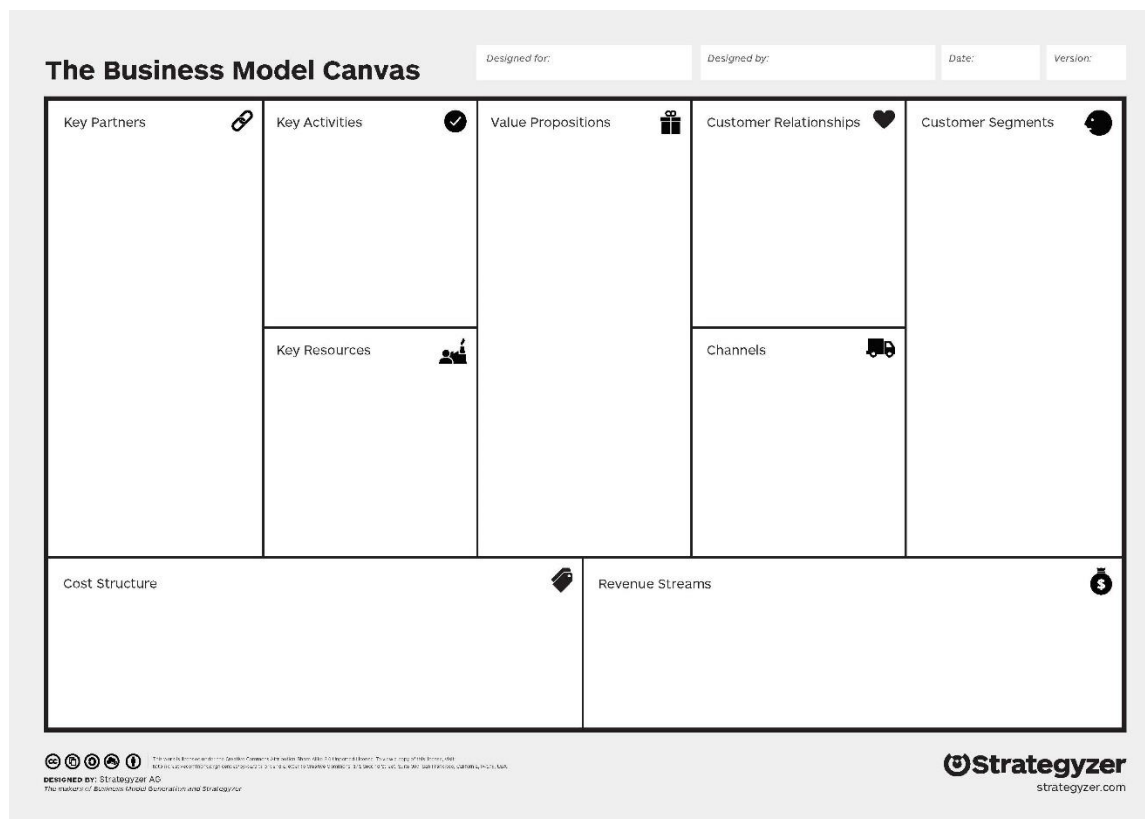 The Business Model Canvas
Designed for:
Designed by:
Date:
Version:
Key Partners
Key Activities
Value Propositions
Customer Relationships
Customer Segments
Key Resources
Channels
Cost Structure
Revenue Streams
DESIGNED BY: Strategyzer AG
The makers of Business Model Generation and Strategyzer
Strategyzer
strategyzer.com